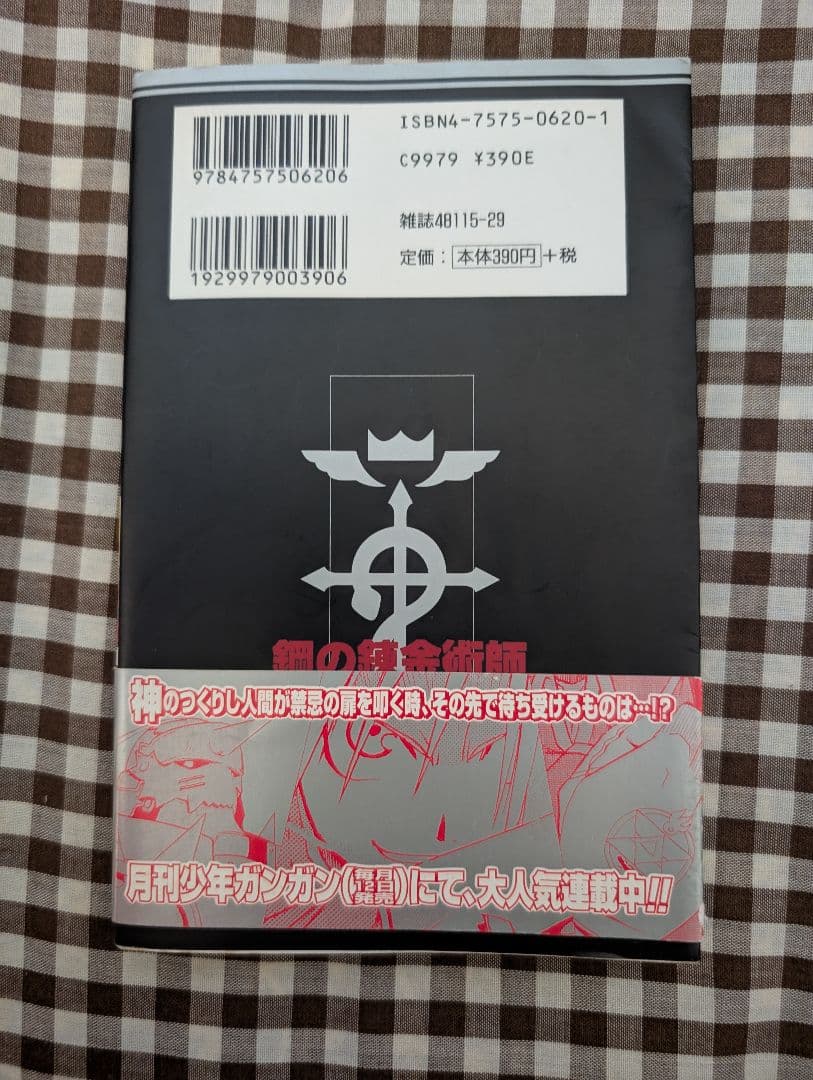 ISBN4-7575-0620-1
9784757506206
C9979 ¥390E
雑誌48115-29
1929979003906
定価：本体390円+税
鋼の錬金術師
神のつくりし人間が禁忌の扉を叩く時、その先で待ち受けるものは…!?
月刊少年ガンガン(毎月12日発売)にて、大人気連載中!!